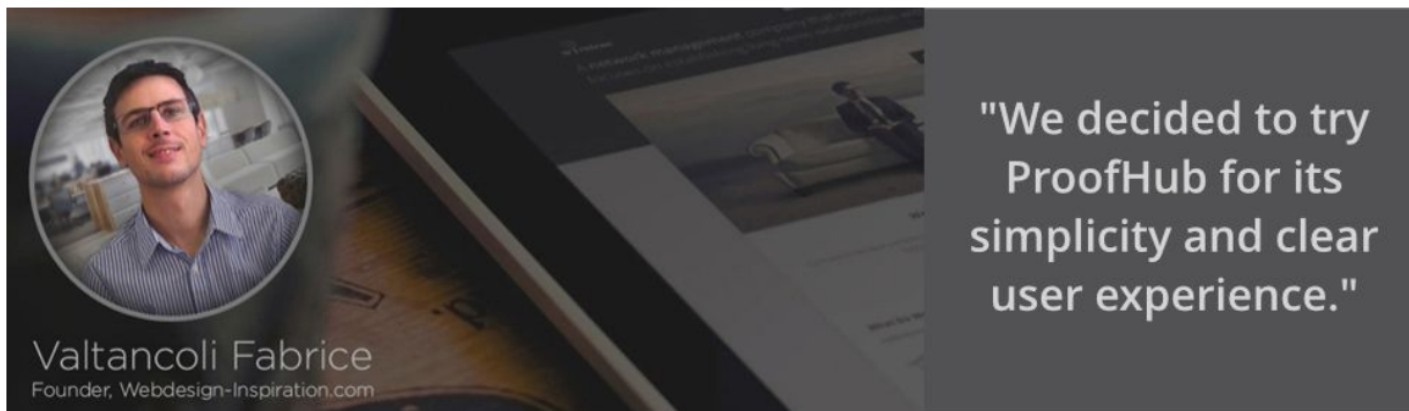 Valtancoli Fabrice
Founder, Webdesign-Inspiration.com
"We decided to try
ProofHub for its
simplicity and clear
user experience."